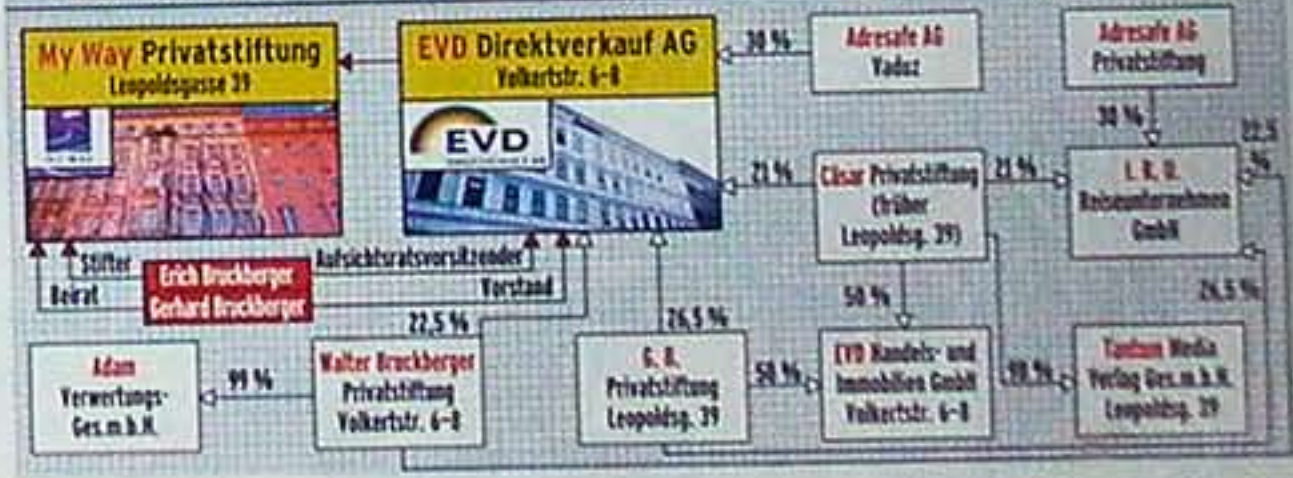 My Way Privatstiftung
Leopoldsgasse 39
EVD Direktverkauf AG
Volkertstr. 6-8
30 %
Adresafe AG
Vaduz
Adresafe AG
Privatstiftung
30 %
22,5
%
EVD
21 %
Cäsar Privatstiftung
(früher
Leopoldsg. 39)
21 %
Reiseunternehmen
GmbH
Stifter
Beirat
Erich Bruckberger
Gerhard Bruckberger
Aufsichtsratsvorsitzender
Vorstand
22,5 %
26,5 %
50 %
26,5 %
Adam
Verwertungs-
Ges.m.b.H.
99 %
Walter Bruckberger
Privatstiftung
Volkertstr. 6-8
G. B.
Privatstiftung
Leopoldsg. 39
50 %
EVD Handels- und
Immobilien GmbH
Volkertstr. 6-8
90 %
Tantum Media
Verlag Ges.m.b.H.
Leopoldsg. 39